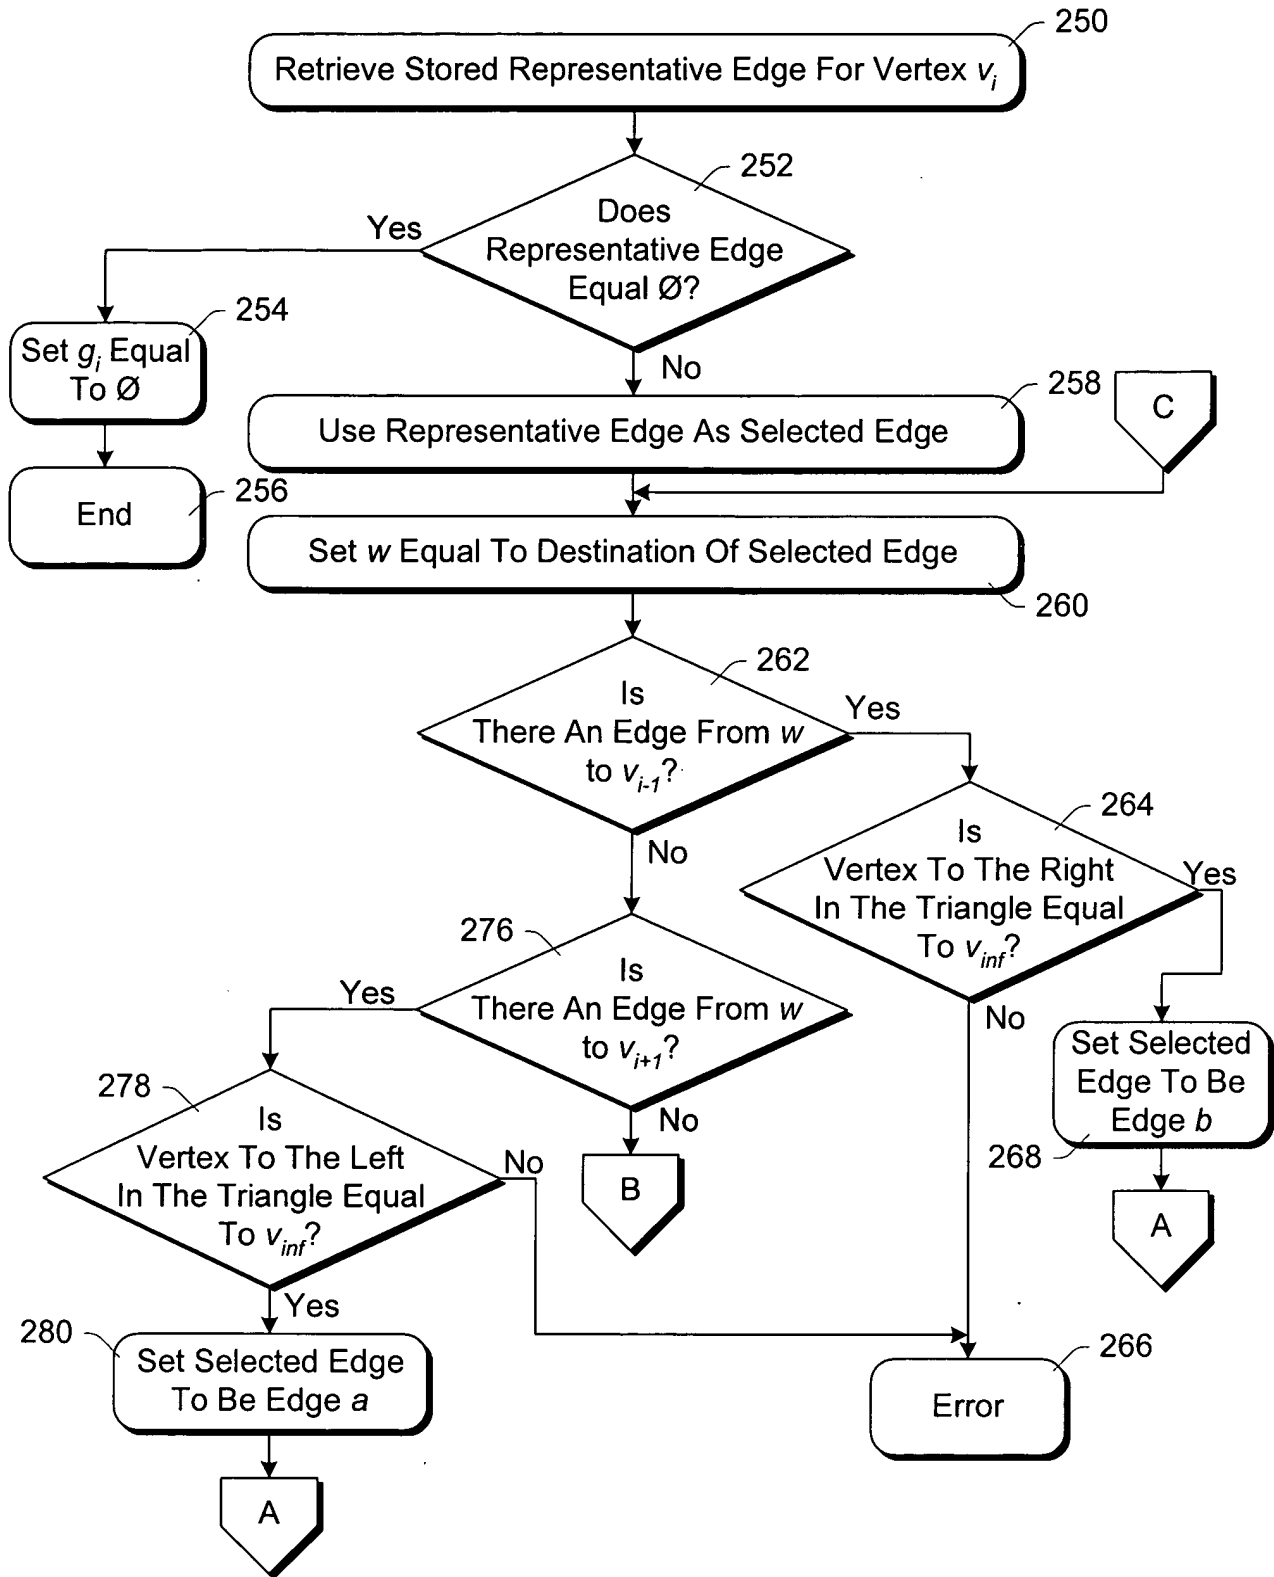 250
Retrieve Stored Representative Edge For Vertex vᵢ
252
Does
Representative Edge
Equal Ø?
Yes
No
254
Set gᵢ Equal
To Ø
256
End
258
Use Representative Edge As Selected Edge
C
Set w Equal To Destination Of Selected Edge
260
262
Is
There An Edge From w
to vᵢ₋₁?
Yes
No
264
Is
Vertex To The Right
In The Triangle Equal
To v_inf?
Yes
No
276
Is
There An Edge From w
to vᵢ₊₁?
Yes
No
Set Selected
Edge To Be
Edge b
268
A
B
278
Is
Vertex To The Left
In The Triangle Equal
To v_inf?
No
Yes
280
Set Selected Edge
To Be Edge a
A
266
Error